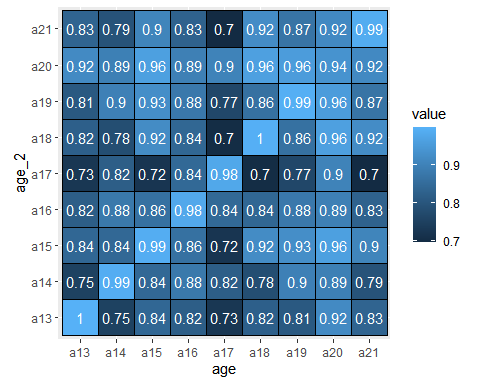 a21 0.83 0.79 0.9 0.83 0.7 0.92 0.87 0.92 0.99
a20 0.92 0.89 0.96 0.89 0.9 0.96 0.96 0.94 0.92
a19 0.81 0.9 0.93 0.88 0.77 0.86 0.99 0.96 0.87
a18 0.82 0.78 0.92 0.84 0.7 1 0.86 0.96 0.92
a17 0.73 0.82 0.72 0.84 0.98 0.7 0.77 0.9 0.7
a16 0.82 0.88 0.86 0.98 0.84 0.84 0.88 0.89 0.83
a15 0.84 0.84 0.99 0.86 0.72 0.92 0.93 0.96 0.9
a14 0.75 0.99 0.84 0.88 0.82 0.78 0.9 0.89 0.79
a13 1 0.75 0.84 0.82 0.73 0.82 0.81 0.92 0.83
a13 a14 a15 a16 a17 a18 a19 a20 a21
age
age_2
value
0.9
0.8
0.7